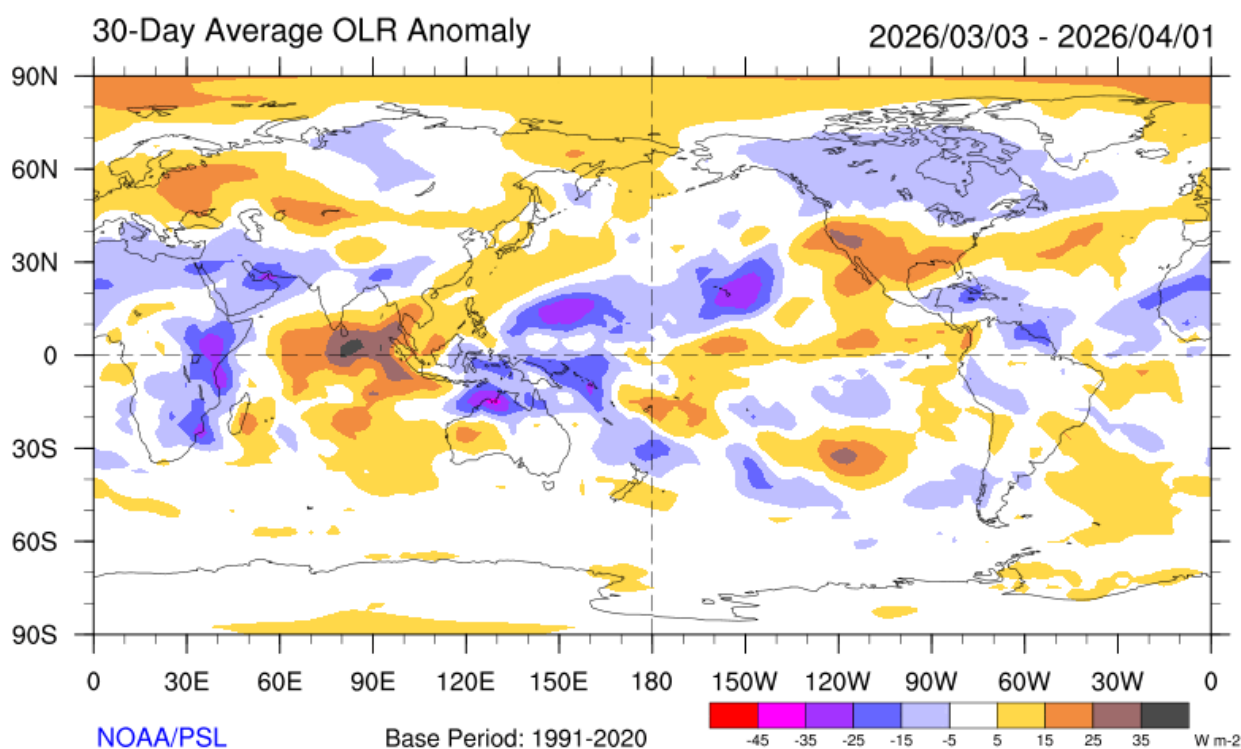 30-Day Average OLR Anomaly 2026/03/03 - 2026/04/01
90N
60N
30N
0
30S
60S
90S
0 30E 60E 90E 120E 150E 180 150W 120W 90W 60W 30W 0
-45 -35 -25 -15 -5 5 15 25 35 W m-2
NOAA/PSL Base Period: 1991-2020